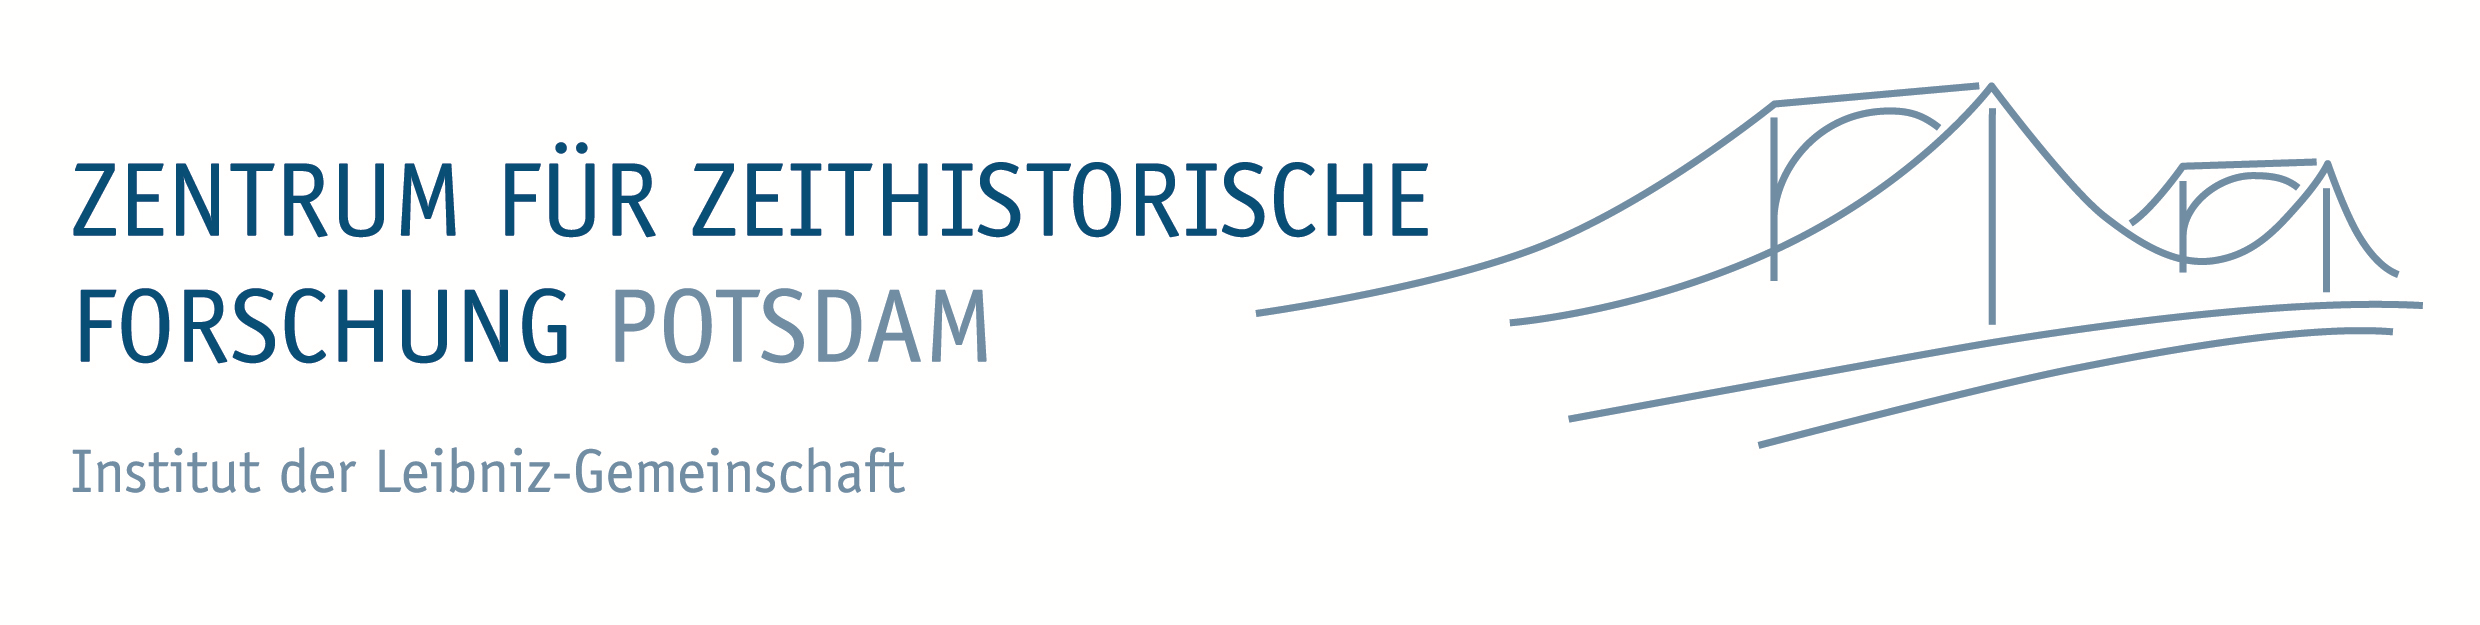 ZENTRUM FÜR ZEITHISTORISCHE
FORSCHUNG POTSDAM
Institut der Leibniz-Gemeinschaft